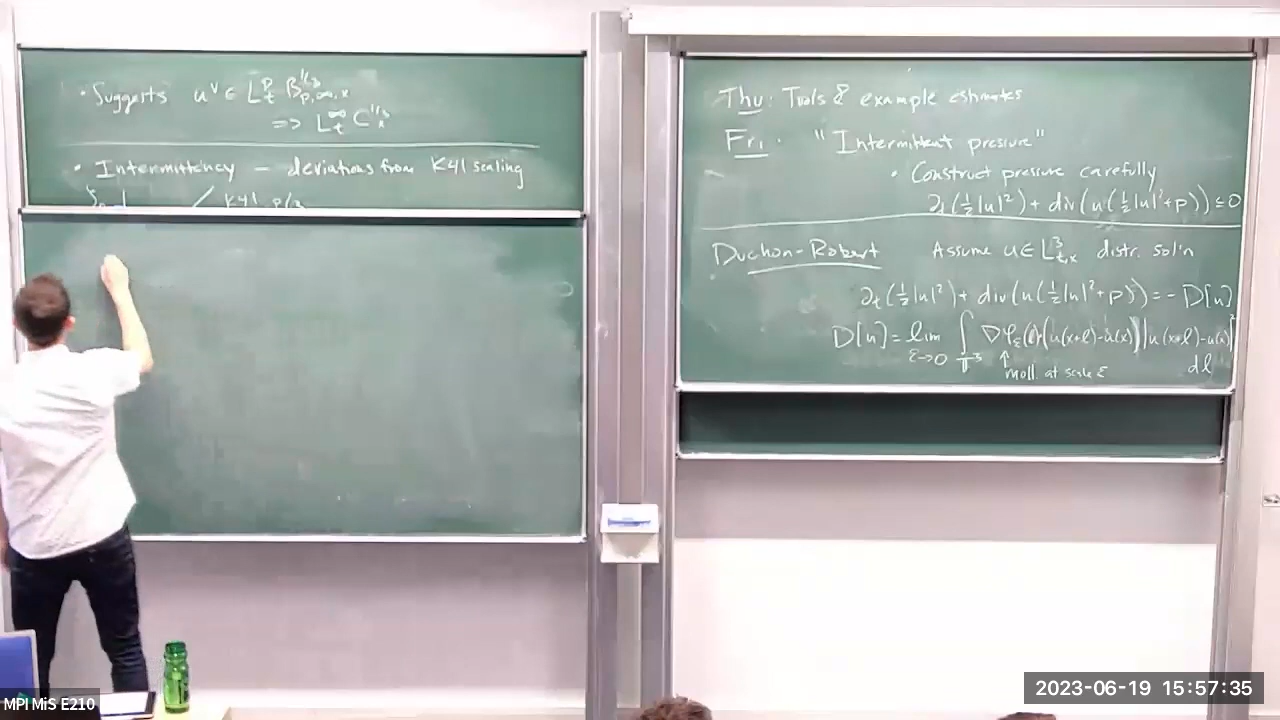 · Suggests u^ν ∈ L^p_t B^{1/3}_{p,∞,x}
=> L^∞_t C^{1/3}_x
· Intermittency – deviations from K41 scaling
K41 p/3
Thu: Tools & example estimates
Fri: "Intermittent pressure"
· Construct pressure carefully
∂_t(½|u|²) + div(u(½|u|²+p)) ≤ 0
Duchon-Robert Assume u ∈ L³_{t,x} distr. sol'n
∂_t(½|u|²) + div(u(½|u|²+p)) = - D[u]
D[u] = lim_{ε→0} ∫_{𝕋³} ∇φ_ε(ℓ)·(u(x+ℓ)-u(x)) |u(x+ℓ)-u(x)|²
↑ moll. at scale ε dℓ
MPI MiS E210
2023-06-19 15:57:35